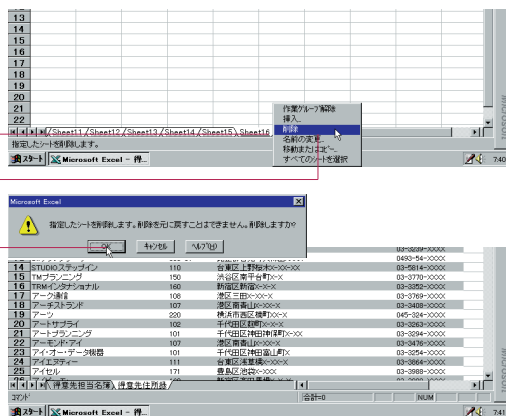 13
14
15
16
17
18
19
20
21
22
作業グループ解除
挿入...
削除
名前の変更...
移動またはコピー...
すべてのシートを選択
Sheet11 Sheet12 Sheet13 Sheet14 Sheet15 Sheet16
指定したシートを削除します。
スタート Microsoft Excel - 得... 7:40
Microsoft Excel
指定したシートを削除します。削除を元に戻すことはできません。削除しますか?
OK キャンセル ヘルプ(H)
0493-54-XXXX
14 STUDIOステップイン 110 台東区上野桜木X-XX-XX 03-5814-XXXX
15 TMプランニング 150 渋谷区南平台町X-X 03-3770-XXXX
16 TRMインタナショナル 160 新宿区新宿X-X-X 03-3352-XXXX
17 アーク通信 108 港区三田X-XX-X 03-3769-XXXX
18 アーチストランド 107 港区南青山X-XX-X 03-3408-XXXX
19 アーツ 220 横浜市西区橋町X-XX 045-324-XXXX
20 アートサプライ 102 千代田区麹町X-XX-X 03-3263-XXXX
21 アートプランニング 101 千代田区神田神保町X-XX 03-3294-XXXX
22 アーモンド・アイ 107 港区南青山X-XX-X 03-3476-XXXX
23 アイ・オー・データ機器 101 千代田区神田富山町X 03-3254-XXXX
24 アイエヌティー 111 台東区浅草橋X-XX-X 03-3864-XXXX
25 アイセル 171 豊島区池袋X-XXX 03-3988-XXXX
得意先担当名簿 得意先住所録
コマンド 合計=0 NUM
スタート Microsoft Excel - 得... 7:41